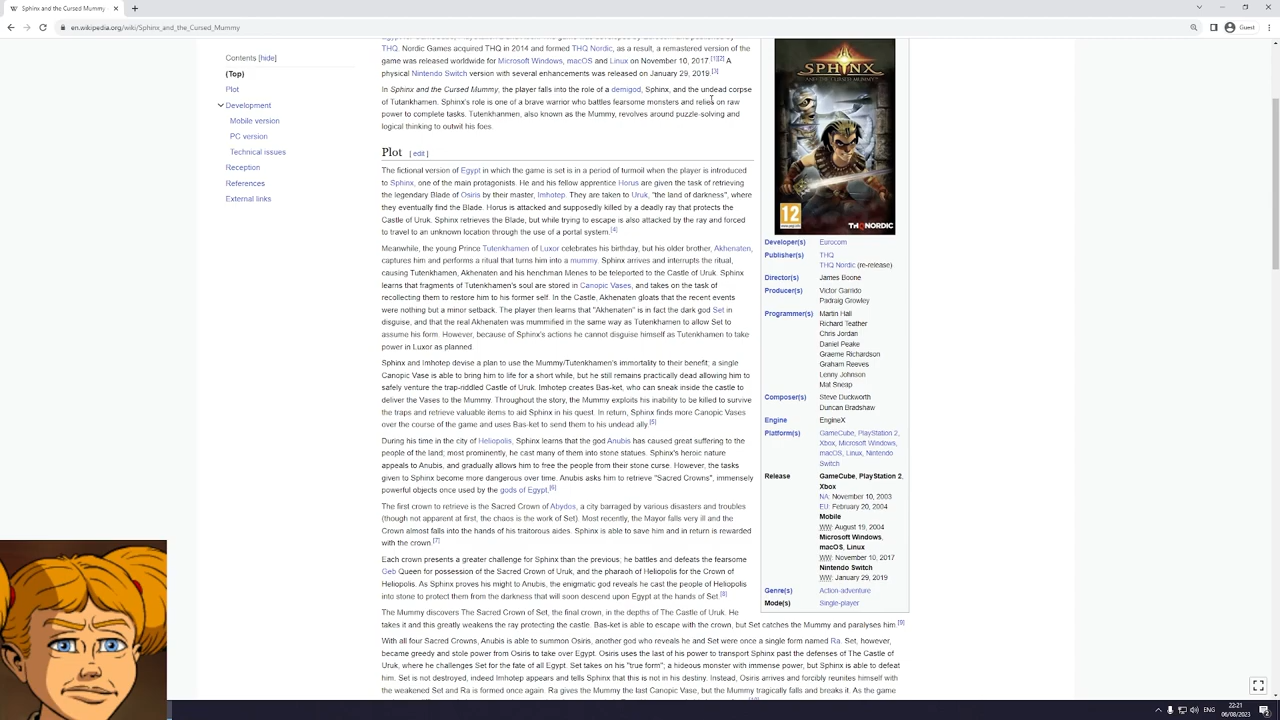 Sphinx and the Cursed Mummy -
en.wikipedia.org/wiki/Sphinx_and_the_Cursed_Mummy
Guest
Contents [hide]
(Top)
Plot
Development
Mobile version
PC version
Technical issues
Reception
References
External links
THQ. Nordic Games acquired THQ in 2014 and formed THQ Nordic, as a result, a remastered version of the
game was released worldwide for Microsoft Windows, macOS and Linux on November 10, 2017.[1][2] A
physical Nintendo Switch version with several enhancements was released on January 29, 2019.[3]
In Sphinx and the Cursed Mummy, the player falls into the role of a demigod, Sphinx, and the undead corpse
of Tutankhamen. Sphinx's role is one of a brave warrior who battles fearsome monsters and relies on raw
power to complete tasks. Tutenkhanmen, also known as the Mummy, revolves around puzzle-solving and
logical thinking to outwil his foes.
Plot [ edit ]
The fictional version of Egypt in which the game is set is in a period of turmoil when the player is introduced
to Sphinx, one of the main protagonists. He and his fellow apprentice Horus are given the task of retrieving
the legendary Blade of Osiris by their master, Imhotep. They are taken to Uruk, "the land of darkness", where
they eventually find the Blade. Horus is attacked and supposedly killed by a deadly ray that protects the
Castle of Uruk. Sphinx retrieves the Blade, but while trying to escape is also attacked by the ray and forced
to travel to an unknown location through the use of a portal system.[4]
Meanwhile, the young Prince Tutenkhamen of Luxor celebrates his birthday, but his older brother, Akhenaten,
captures him and performs a ritual that turns him into a mummy. Sphinx arrives and interrupts the ritual,
causing Tutenkhamen, Akhenaten and his henchman Menes to be teleported to the Castle of Uruk. Sphinx
learns that fragments of Tutenkhamen's soul are stored in Canopic Vases, and takes on the task of
recollecting them to restore him to his former self. In the Castle, Akhenaten gloats that the recent events
were nothing but a minor setback. The player then learns that "Akhenaten" is in fact the dark god Set in
disguise, and that the real Akhenaten was mummified in the same way as Tutenkhamen to allow Set to
assume his form. However, because of Sphinx's actions he cannot disguise himself as Tutenkhamen to take
power in Luxor as planned.
Sphinx and Imhotep devise a plan to use the Mummy/Tutenkhamen's immortality to their benefit; a single
Canopic Vase is able to bring him to life for a short while, but he still remains practically dead allowing him to
safely venture the trap-riddled Castle of Uruk. Imhotep creates Bas-ket, who can sneak inside the castle to
deliver the Vases to the Mummy. Throughout the story, the Mummy exploits his inability to be killed to survive
the traps and retrieve valuable items to aid Sphinx in his quest. In return, Sphinx finds more Canopic Vases
over the course of the game and uses Bas-ket to send them to his undead ally.[5]
During his time in the city of Heliopolis, Sphinx learns that the god Anubis has caused great suffering to the
people of the land; most prominently, he cast many of them into stone statues. Sphinx's heroic nature
appeals to Anubis, and gradually allows him to free the people from their stone curse. However, the tasks
given to Sphinx become more dangerous over time. Anubis asks him to retrieve "Sacred Crowns", immensely
powerful objects once used by the gods of Egypt.[6]
The first crown to retrieve is the Sacred Crown of Abydos, a city barraged by various disasters and troubles
(though not apparent at first, the chaos is the work of Set). Most recently, the Mayor falls very ill and the
Crown almost falls into the hands of his traitorous aides. Sphinx is able to save him and in return is rewarded
with the crown.[7]
Each crown presents a greater challenge for Sphinx than the previous; he battles and defeats the fearsome
Geb Queen for possession of the Sacred Crown of Uruk, and the pharaoh of Heliopolis for the Crown of
Heliopolis. As Sphinx proves his might to Anubis, the enigmatic god reveals he cast the people of Heliopolis
into stone to protect them from the darkness that will soon descend upon Egypt at the hands of Set.[8]
The Mummy discovers The Sacred Crown of Set, the final crown, in the depths of The Castle of Uruk. He
takes it and this greatly weakens the ray protecting the castle. Bas-ket is able to escape with the crown, but Set catches the Mummy and paralyses him.[9]
With all four Sacred Crowns, Anubis is able to summon Osiris, another god who reveals he and Set were once a single form named Ra. Set, however,
became greedy and stole power from Osiris to take over Egypt. Osiris uses the last of his power to transport Sphinx past the defenses of The Castle of
Uruk, where he challenges Set for the fate of all Egypt. Set takes on his "true form"; a hideous monster with immense power, but Sphinx is able to defeat
him. Set is not destroyed, indeed Imhotep appears and tells Sphinx that this is not in his destiny. Instead, Osiris arrives and forcibly reunites himself with
the weakened Set and Ra is formed once again. Ra gives the Mummy the last Canopic Vase, but the Mummy tragically falls and breaks it. As the game
SPHINX
AND THE CURSED MUMMY
12
THQ NORDIC
Developer(s) Eurocom
Publisher(s) THQ
THQ Nordic (re-release)
Director(s) James Boone
Producer(s) Victor Garrido
Padraig Growley
Programmer(s) Martin Hall
Richard Teather
Chris Jordan
Daniel Peake
Graeme Richardson
Graham Reeves
Lenny Johnson
Mat Sneap
Composer(s) Steve Duckworth
Duncan Bradshaw
Engine EngineX
Platform(s) GameCube, PlayStation 2,
Xbox, Microsoft Windows,
macOS, Linux, Nintendo
Switch
Release GameCube, PlayStation 2,
Xbox
NA: November 10, 2003
EU: February 20, 2004
Mobile
WW: August 19, 2004
Microsoft Windows,
macOS, Linux
WW: November 10, 2017
Nintendo Switch
WW: January 29, 2019
Genre(s) Action-adventure
Mode(s) Single-player
ENG
22:21
06/08/2023